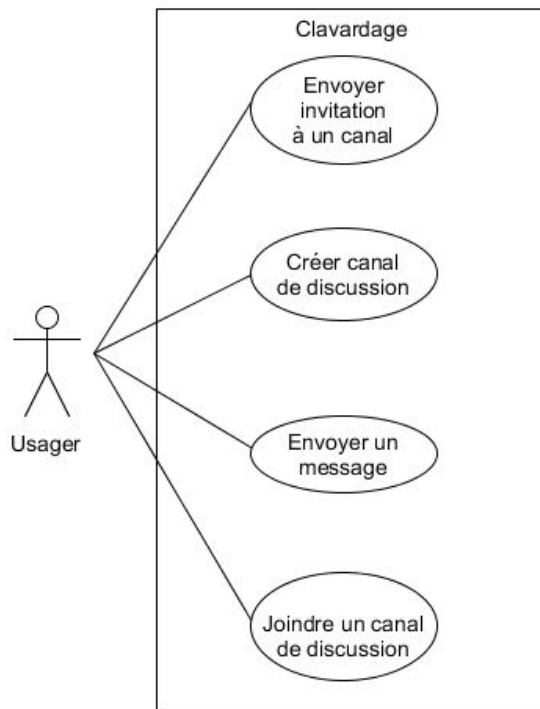 Clavardage
Envoyer
invitation
à un canal
Créer canal
de discussion
Usager
Envoyer un
message
Joindre un canal
de discussion